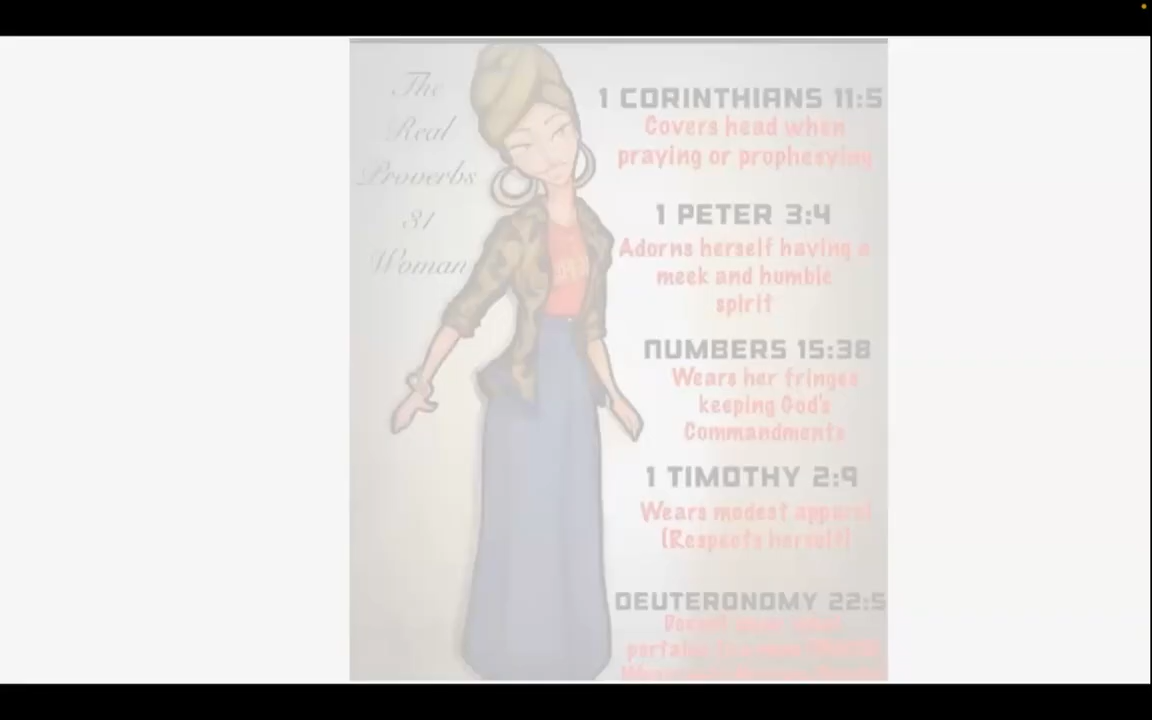 The
Real
Proverbs
31
Woman
1 CORINTHIANS 11:5
Covers head when
praying or prophesying
1 PETER 3:4
Adorns herself having a
meek and humble
spirit
NUMBERS 15:38
Wears her fringes
keeping God's
Commandments
1 TIMOTHY 2:9
Wears modest apparel
(Respects herself)
DEUTERONOMY 22:5